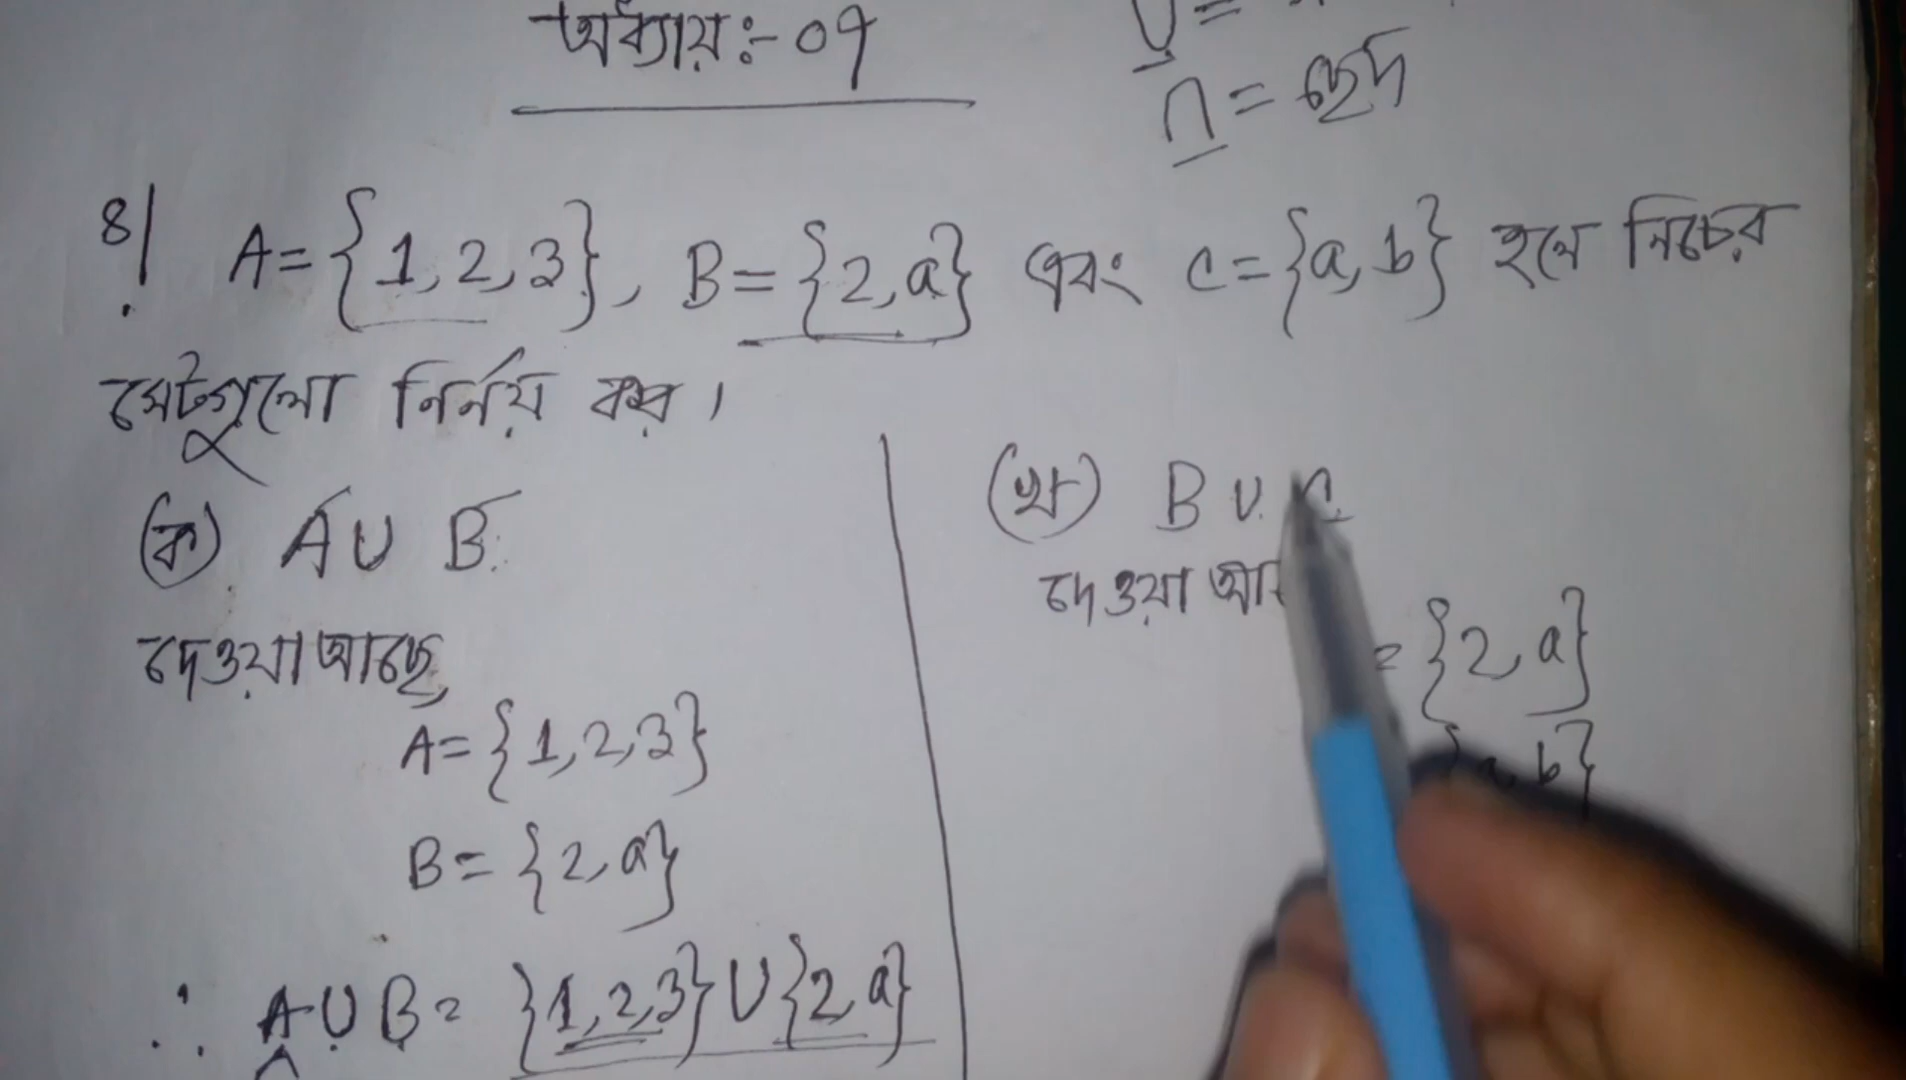 অধ্যায়ঃ- ০৭
U =
∩ = ছেদ
৪| A = {1, 2, 3}, B = {2, a} এবং C = {a, b} হলে নিচের
সেটগুলো নির্নয় কর।
(ক) A U B
দেওয়া আছে,
A = {1, 2, 3}
B = {2, a}
∴ A U B = {1, 2, 3} U {2, a}
(খ) B U C
দেওয়া
= {2, a}
b}